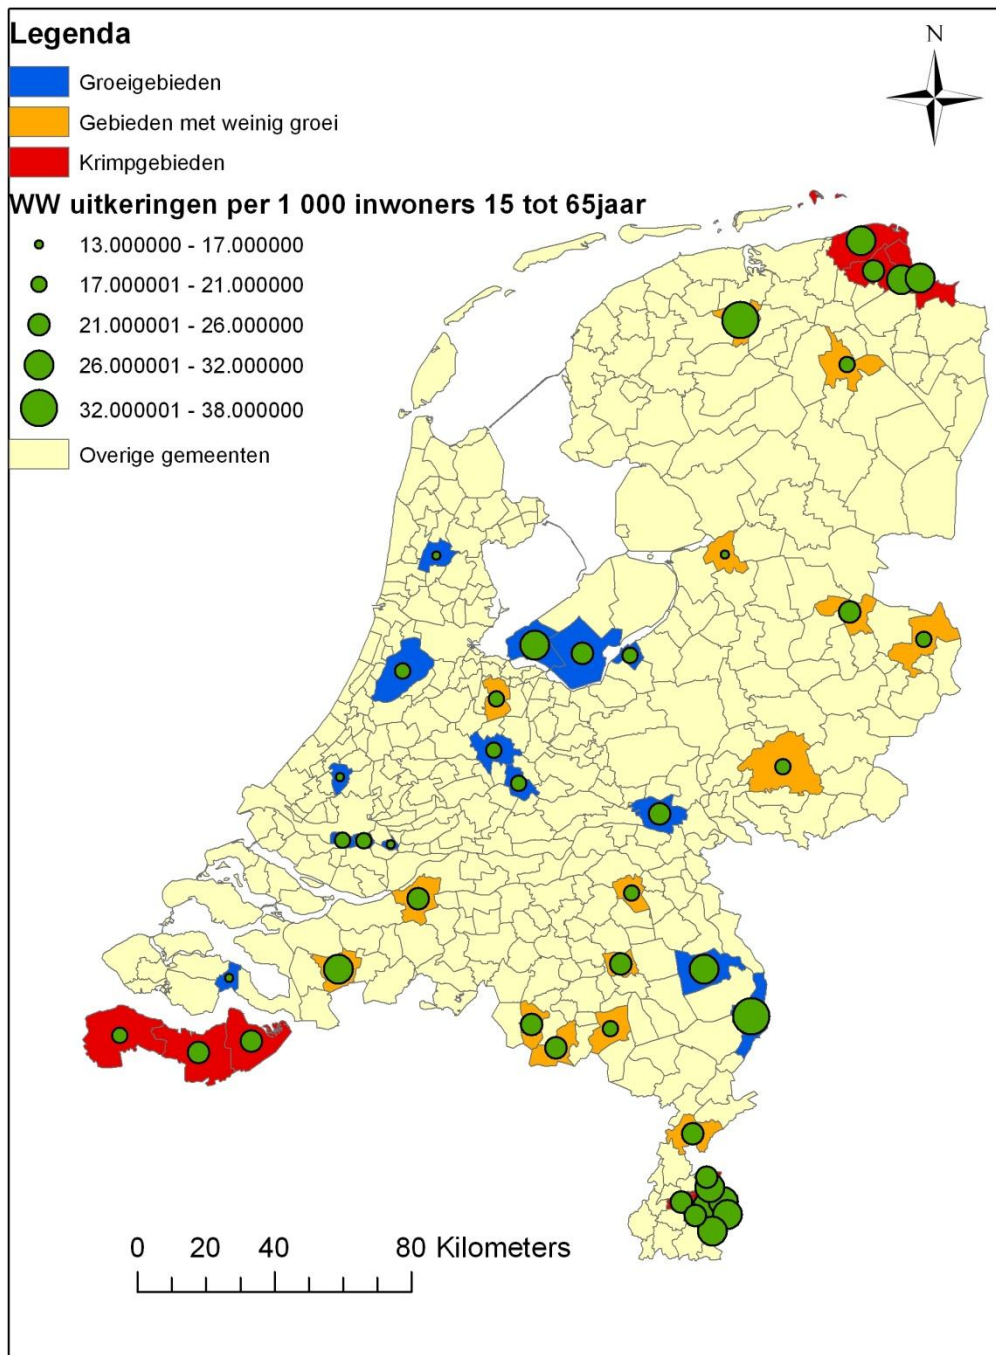 Legenda
N
Groeigebieden
Gebieden met weinig groei
Krimpgebieden
WW uitkeringen per 1 000 inwoners 15 tot 65jaar
13.000000 - 17.000000
17.000001 - 21.000000
21.000001 - 26.000000
26.000001 - 32.000000
32.000001 - 38.000000
Overige gemeenten
0 20 40 80 Kilometers